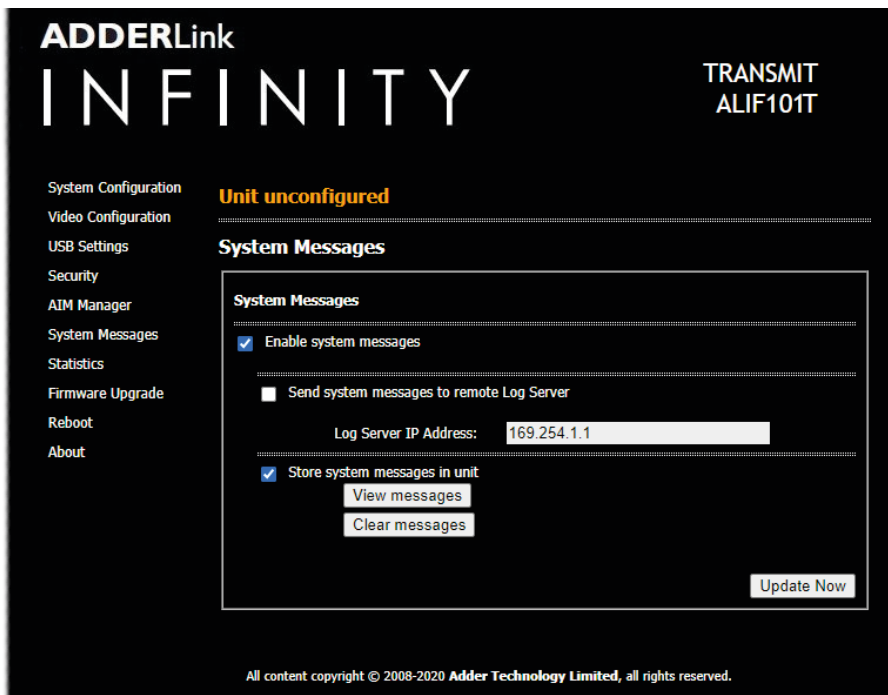 ADDERLink
INFINITY
TRANSMIT
ALIF101T
System Configuration
Video Configuration
USB Settings
Security
AIM Manager
System Messages
Statistics
Firmware Upgrade
Reboot
About
Unit unconfigured
System Messages
System Messages
Enable system messages
Send system messages to remote Log Server
Log Server IP Address: 169.254.1.1
Store system messages in unit
View messages
Clear messages
Update Now
All content copyright © 2008-2020 Adder Technology Limited, all rights reserved.